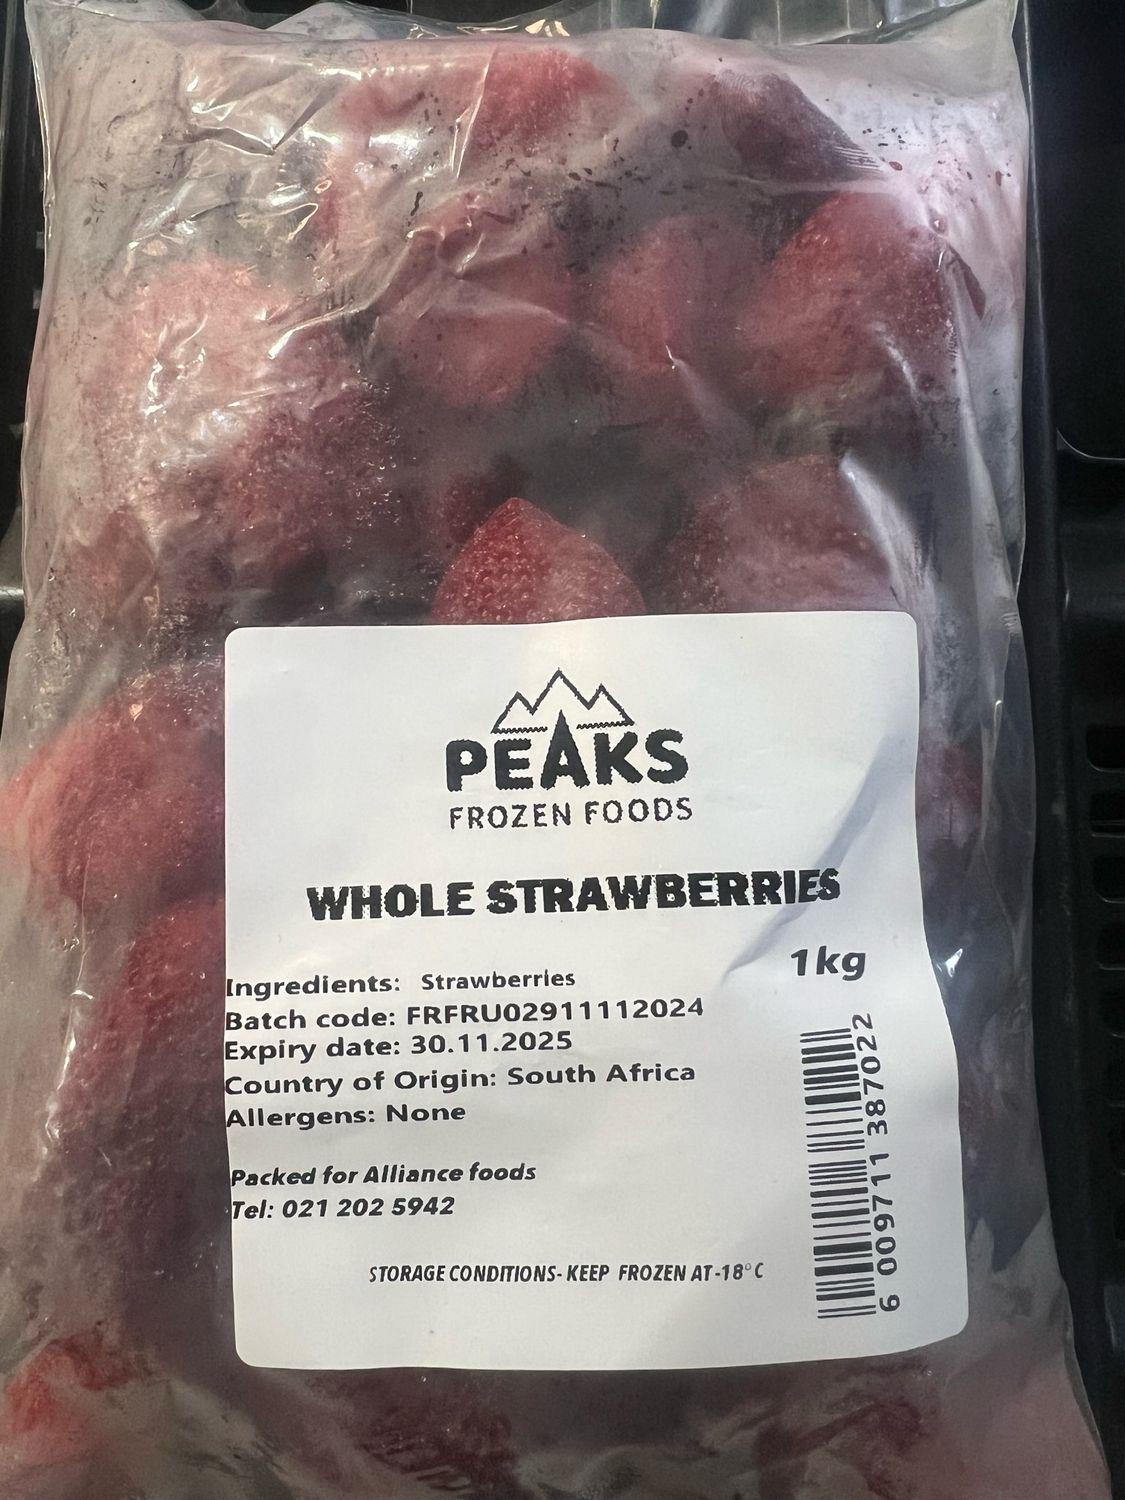 PEAKS
FROZEN FOODS
WHOLE STRAWBERRIES
1kg
Ingredients: Strawberries
Batch code: FRFRU02911112024
Expiry date: 30.11.2025
Country of Origin: South Africa
Allergens: None
Packed for Alliance foods
Tel: 021 202 5942
STORAGE CONDITIONS- KEEP FROZEN AT -18°C
6 009711 387022